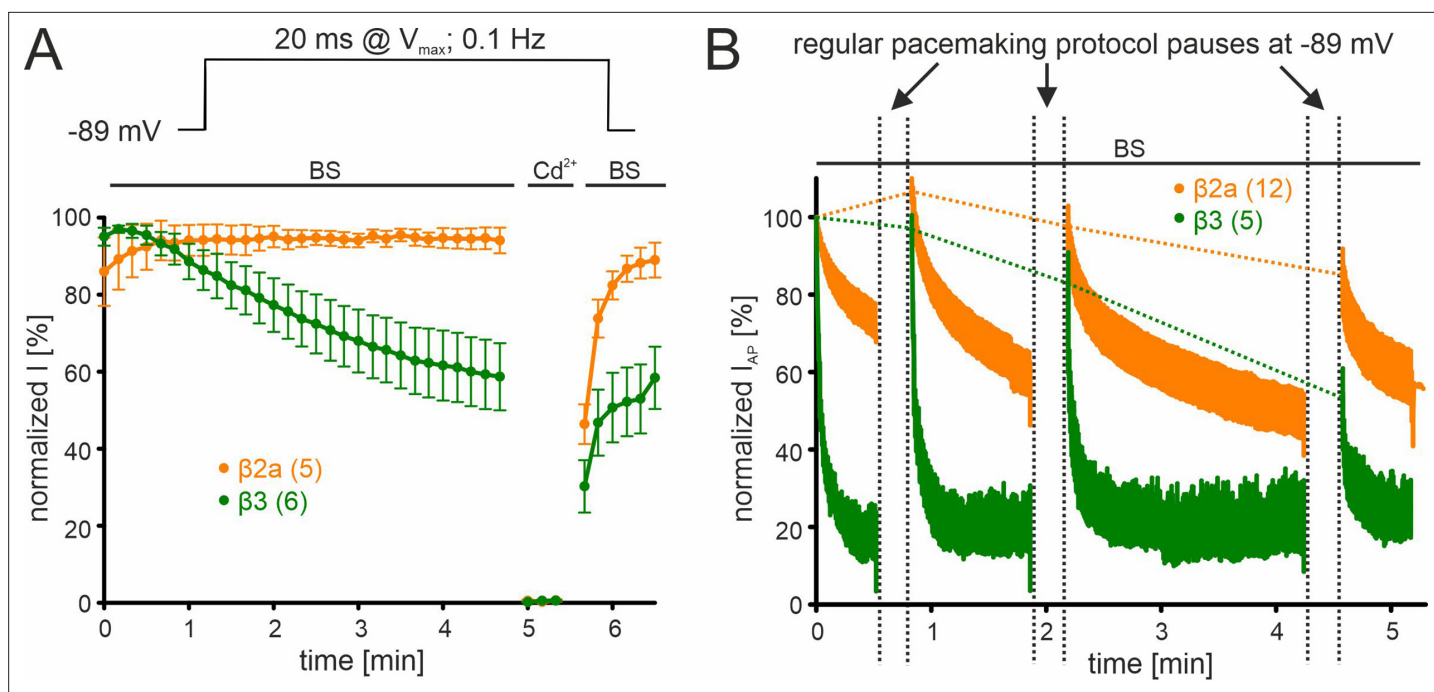 A
20 ms @ Vmax; 0.1 Hz
-89 mV
BS
Cd2+
BS
normalized I [%]
100
80
60
40
20
0
β2a (5)
β3 (6)
0
1
2
3
4
5
6
time [min]
B
regular pacemaking protocol pauses at -89 mV
BS
normalized IAP [%]
100
80
60
40
20
0
β2a (12)
β3 (5)
0
1
2
3
4
5
time [min]